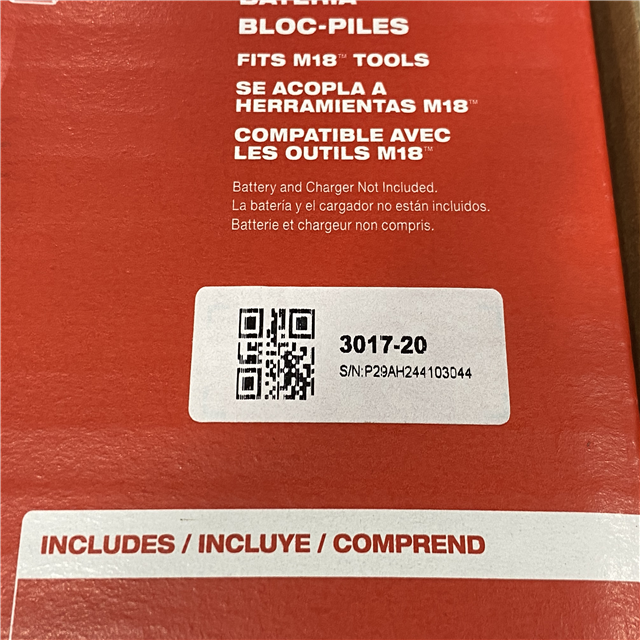 BATERÍA
BLOC-PILES
FITS M18™ TOOLS
SE ACOPLA A
HERRAMIENTAS M18™
COMPATIBLE AVEC
LES OUTILS M18™
Battery and Charger Not Included.
La batería y el cargador no están incluidos.
Batterie et chargeur non compris.
3017-20
S/N:P29AH244103044
INCLUDES / INCLUYE / COMPREND